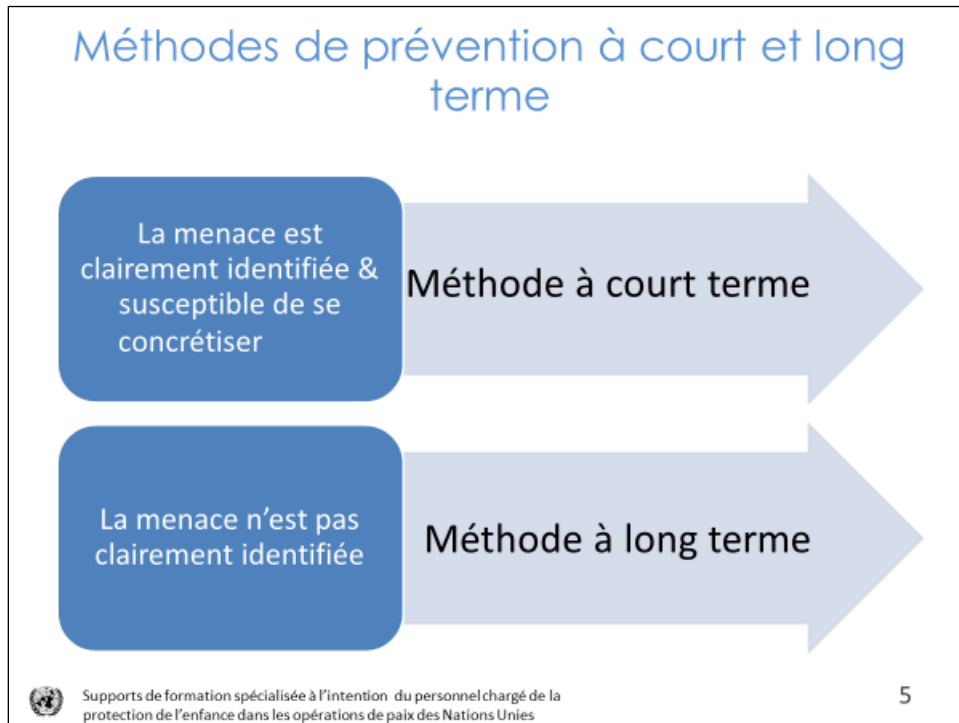 Méthodes de prévention à court et long
terme
La menace est
clairement identifiée &
susceptible de se
concrétiser
Méthode à court terme
La menace n'est pas
clairement identifiée
Méthode à long terme
Supports de formation spécialisée à l'intention du personnel chargé de la
protection de l'enfance dans les opérations de paix des Nations Unies
5